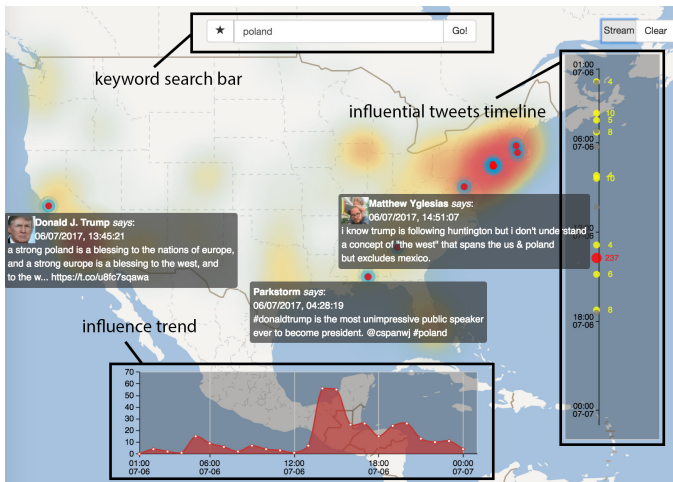 ★ poland Go! Stream Clear
keyword search bar
influential tweets timeline
01:00
07-06
4
10
5
06:00
8
07-06
10
Matthew Yglesias says:
06/07/2017, 14:51:07
i know trump is following huntington but i don't understand
a concept of "the west" that spans the us & poland
but excludes mexico.
07-06
4
237
6
8
18:00
07-06
00:00
07-07
Donald J. Trump says:
06/07/2017, 13:45:21
a strong poland is a blessing to the nations of europe,
and a strong europe is a blessing to the west, and
to the w... https://t.co/u8fc7sqawa
Parkstorm says:
06/07/2017, 04:28:19
#donaldtrump is the most unimpressive public speaker
ever to become president. @cspanwj #poland
influence trend
70
60
50
40
30
20
10
0
01:00 06:00 12:00 18:00 00:00
07-06 07-06 07-06 07-06 07-07